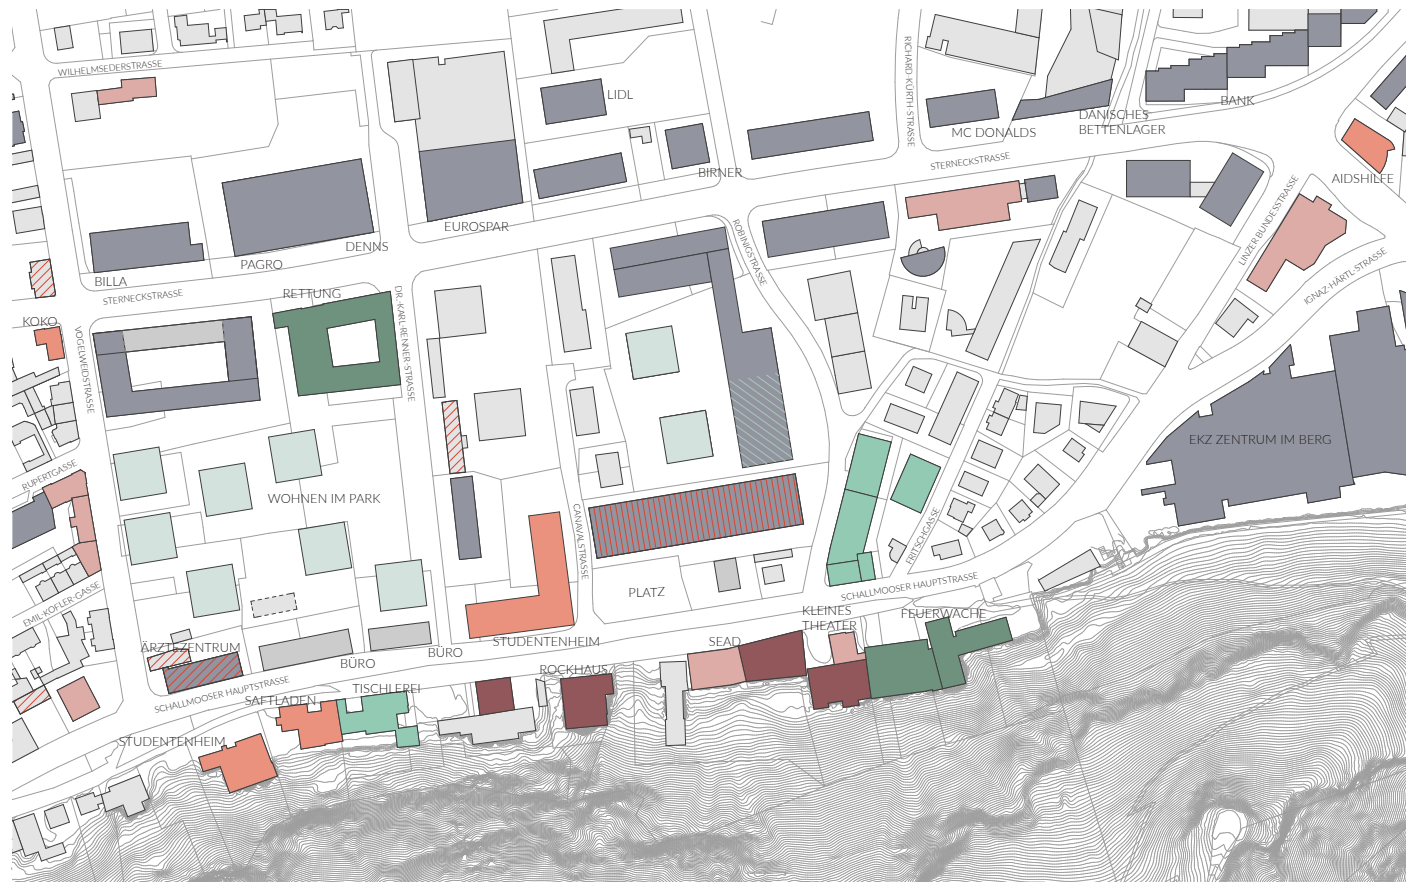 WILHELMSEDERSTRASSE
RICHARD-KÜRTH-STRASSE
LIDL
BANK
MC DONALDS
DÄNISCHES
BETTENLAGER
STERNECKSTRASSE
BIRNER
AIDSHILFE
EUROSPAR
ROBINIGSTRASSE
LINZER BUNDESSTRASSE
DENNS
PAGRO
BILLA
IGNAZ-HÄRTL-STRASSE
STERNECKSTRASSE
RETTUNG
DR.-KARL-RENNER-STRASSE
KOKO
VOGELWEIDSTRASSE
EKZ ZENTRUM IM BERG
RUPERTGASSE
WOHNEN IM PARK
CANAVALSTRASSE
FRITSCHGASSE
EMIL-KOFLER-GASSE
PLATZ
SCHALLMOOSER HAUPTSTRASSE
KLEINES
THEATER
FEUERWACHE
ÄRZTEZENTRUM
BÜRO
BÜRO
STUDENTENHEIM
SEAD
ROCKHAUS
SCHALLMOOSER HAUPTSTRASSE
SAFTLADEN
TISCHLEREI
STUDENTENHEIM